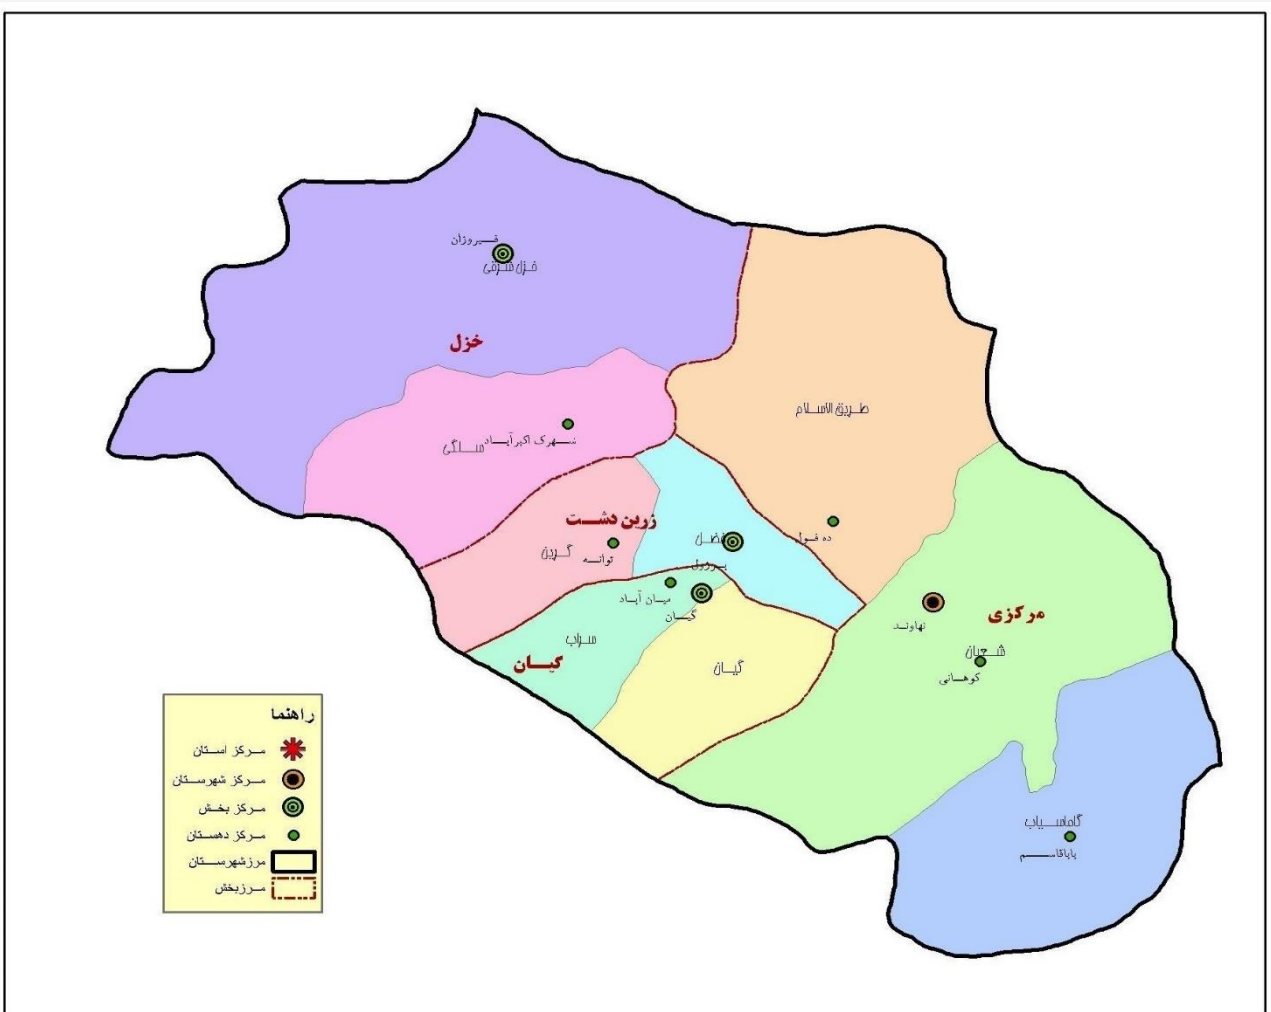 فیروزان
خزل شرقی
خزل
طریق الاسلام
شهرک اکبرآباد
سلگی
زرین دشت
ده فول
فضل
گرین
توانه
برزول
میان آباد
گیان
نهاوند
مرکزی
سراب
شعبان
گیان
گیان
کوهانی
راهنما
مرکز استان
مرکز شهرستان
مرکز بخش
مرکز دهستان
مرزشهرستان
مرزبخش
گاماسیاب
باباقاسم